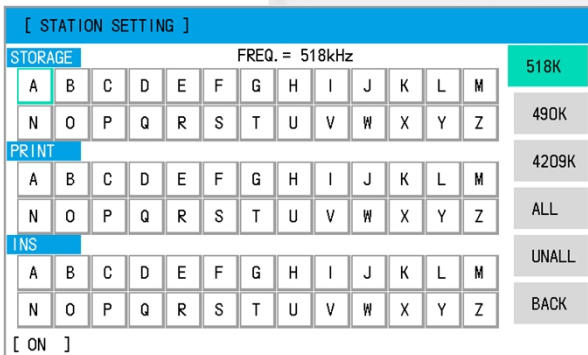 [ STATION SETTING ]
STORAGE FREQ. = 518kHz
A B C D E F G H I J K L M
N O P Q R S T U V W X Y Z
PRINT
A B C D E F G H I J K L M
N O P Q R S T U V W X Y Z
INS
A B C D E F G H I J K L M
N O P Q R S T U V W X Y Z
[ ON ]
518K
490K
4209K
ALL
UNALL
BACK